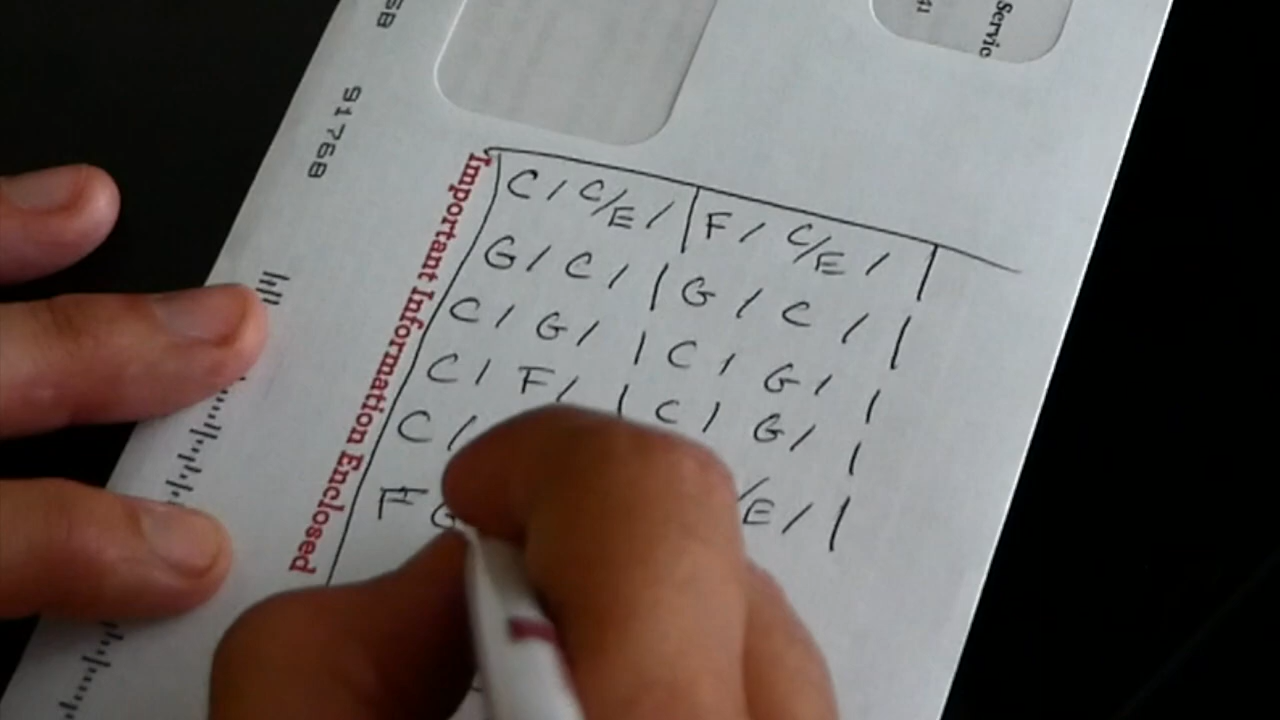 Servic
91768
Important Information Enclosed
C / C/E / | F / C/E / |
G / C / | G / C / |
C / G / | C / G / |
C / F / | C / G / |
C / /E / |
F G